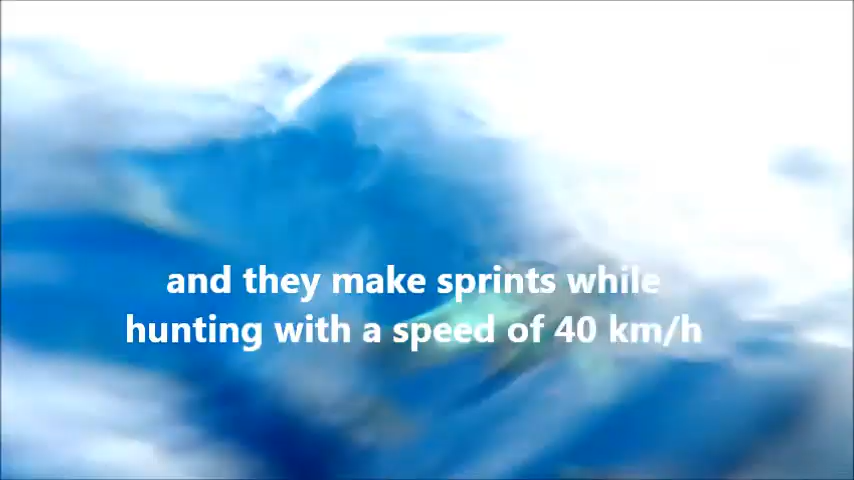 and they make sprints while
hunting with a speed of 40 km/h